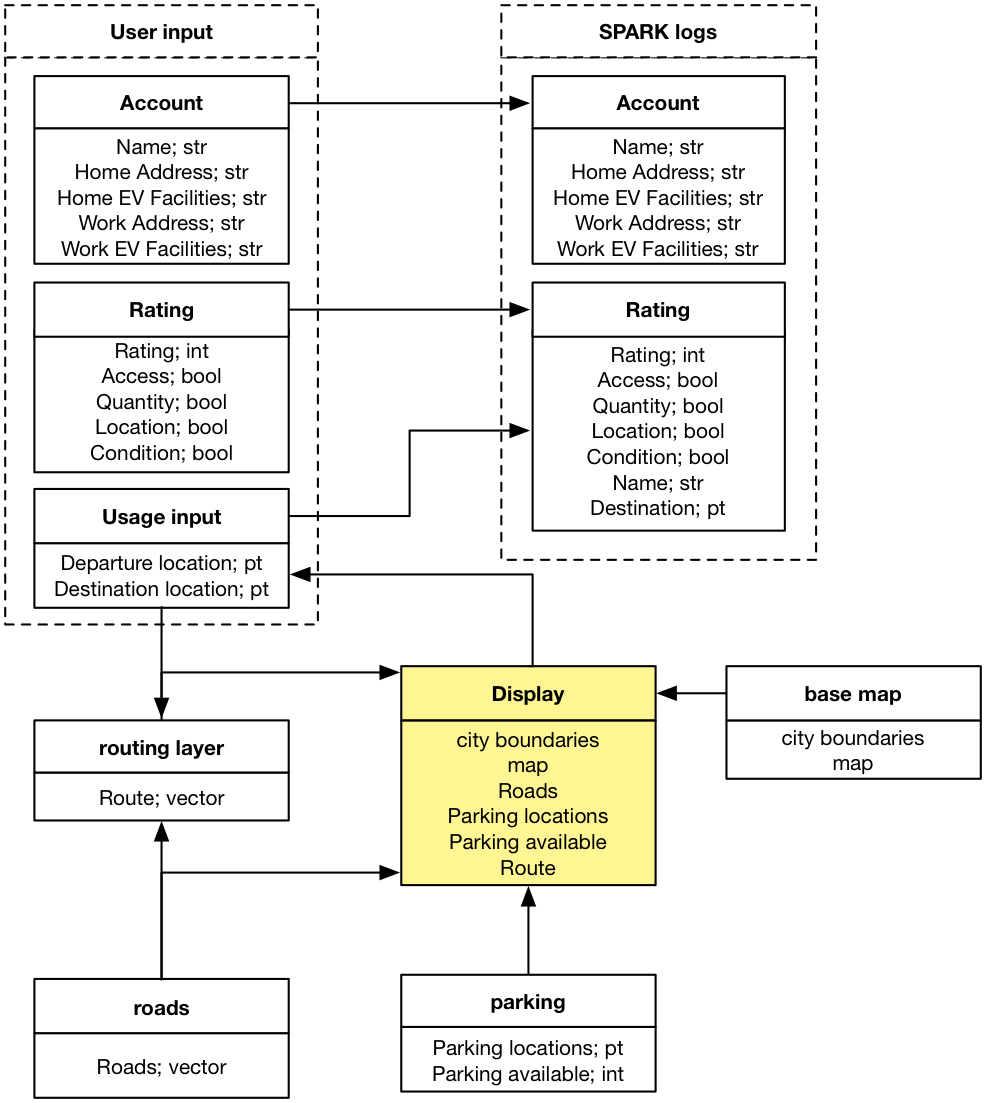 User input
Account
Name; str
Home Address; str
Home EV Facilities; str
Work Address; str
Work EV Facilities; str
Rating
Rating; int
Access; bool
Quantity; bool
Location; bool
Condition; bool
Usage input
Departure location; pt
Destination location; pt
SPARK logs
Account
Name; str
Home Address; str
Home EV Facilities; str
Work Address; str
Work EV Facilities; str
Rating
Rating; int
Access; bool
Quantity; bool
Location; bool
Condition; bool
Name; str
Destination; pt
routing layer
Route; vector
Display
city boundaries
map
Roads
Parking locations
Parking available
Route
base map
city boundaries
map
roads
Roads; vector
parking
Parking locations; pt
Parking available; int